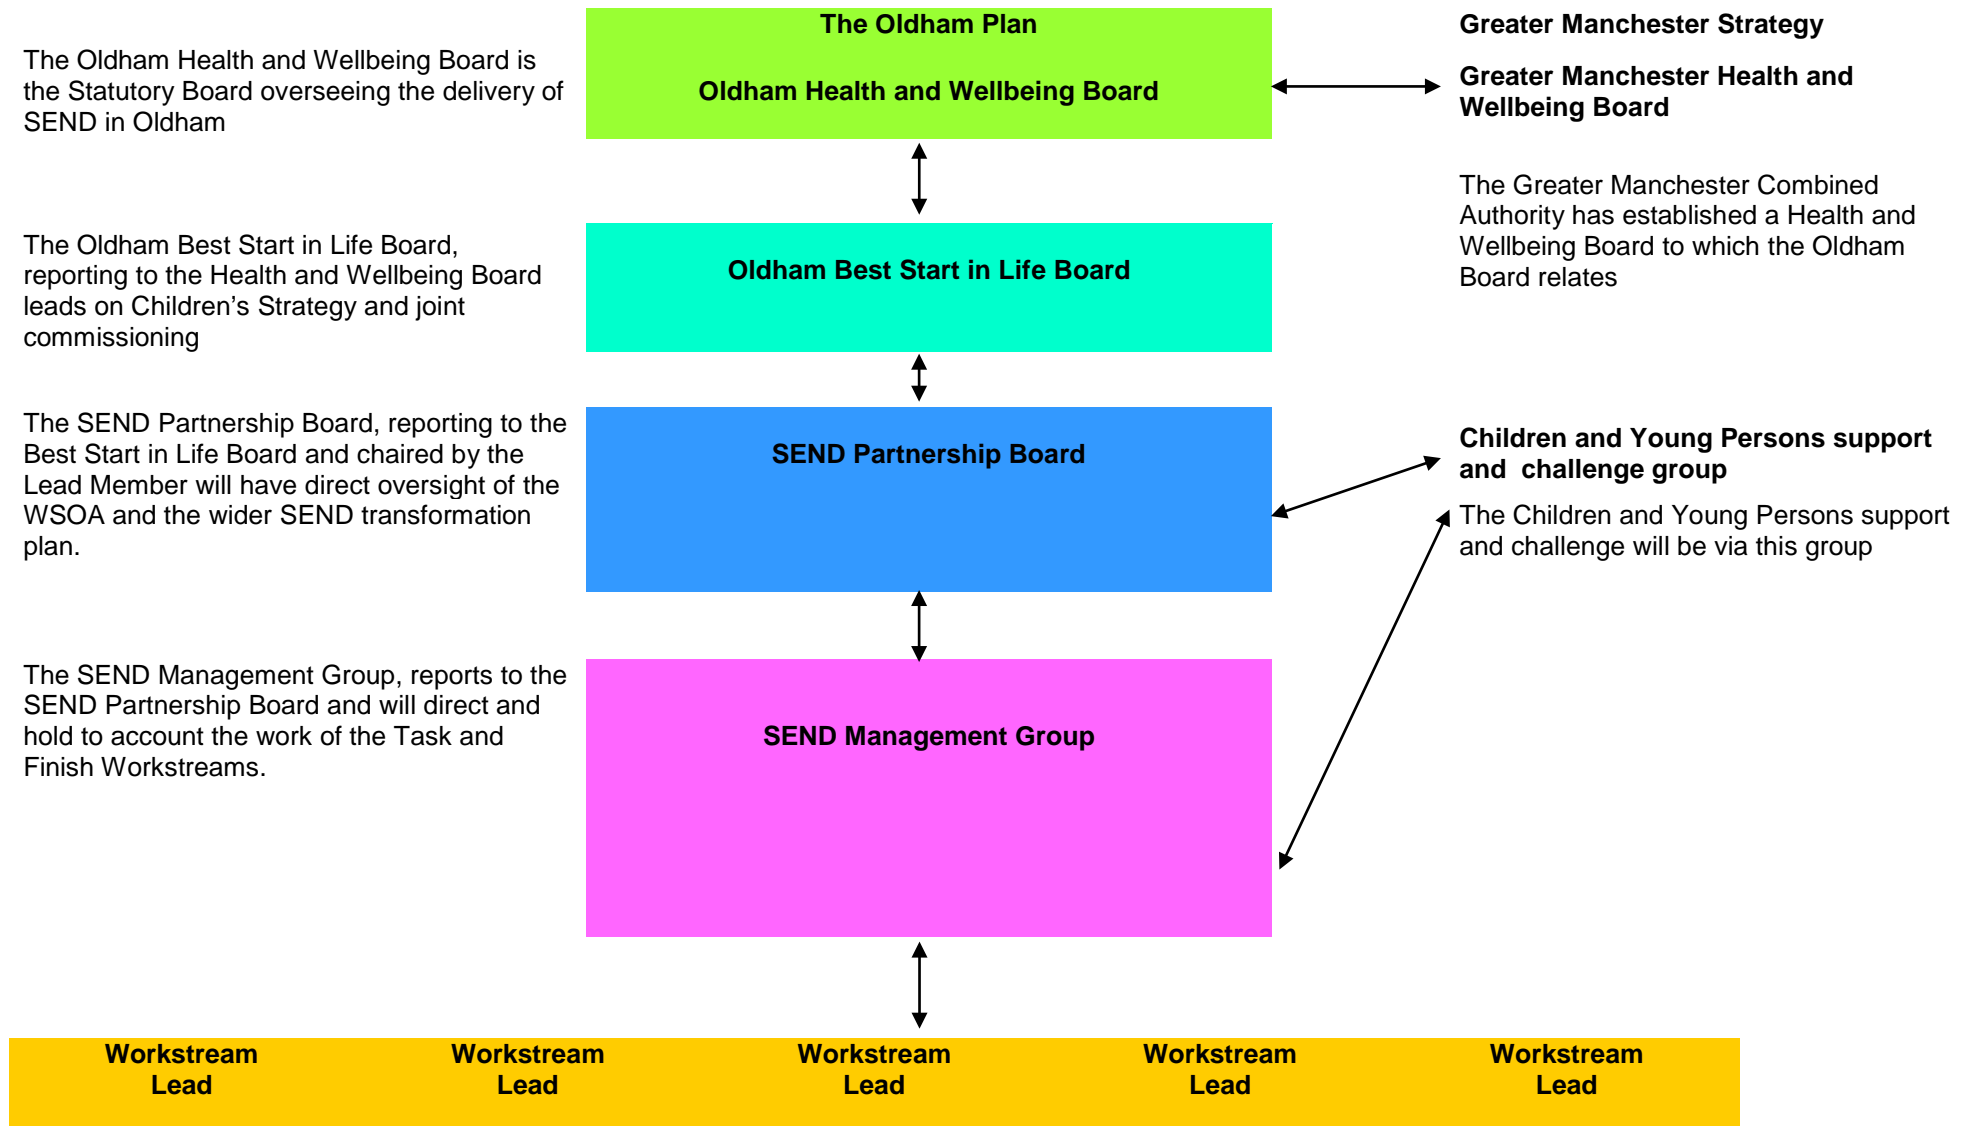 The Oldham Plan
Oldham Health and Wellbeing Board
Greater Manchester Strategy
Greater Manchester Health and
Wellbeing Board
The Oldham Health and Wellbeing Board is
the Statutory Board overseeing the delivery of
SEND in Oldham
The Greater Manchester Combined
Authority has established a Health and
Wellbeing Board to which the Oldham
Board relates
The Oldham Best Start in Life Board,
reporting to the Health and Wellbeing Board
leads on Children’s Strategy and joint
commissioning
Oldham Best Start in Life Board
The SEND Partnership Board, reporting to the
Best Start in Life Board and chaired by the
Lead Member will have direct oversight of the
WSOA and the wider SEND transformation
plan.
SEND Partnership Board
Children and Young Persons support
and  challenge group
The Children and Young Persons support
and challenge will be via this group
The SEND Management Group, reports to the
SEND Partnership Board and will direct and
hold to account the work of the Task and
Finish Workstreams.
SEND Management Group
Workstream
Lead
Workstream
Lead
Workstream
Lead
Workstream
Lead
Workstream
Lead